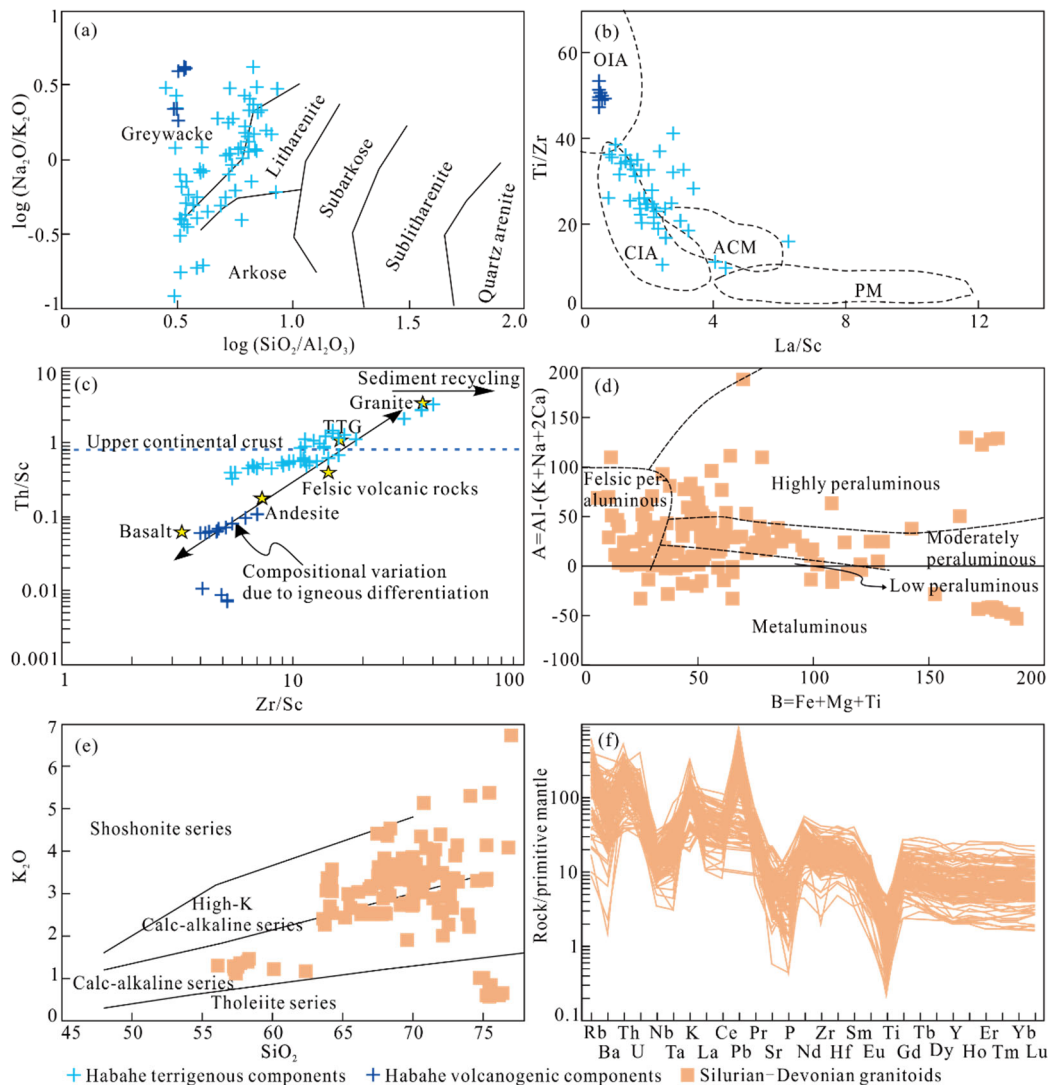 (a)
1
0.5
0
-0.5
-1
log (Na₂O/K₂O)
Greywacke
Litharenite
Subarkose
Sublitharenite
Quartz arenite
Arkose
0 0.5 1.0 1.5 2.0
log (SiO₂/Al₂O₃)
(b)
60
40
20
0
Ti/Zr
OIA
CIA
ACM
PM
0 4 8 12
La/Sc
(c)
10
1
0.1
0.01
0.001
Th/Sc
Sediment recycling
Granite
TTG
Upper continental crust
Felsic volcanic rocks
Andesite
Basalt
Compositional variation
due to igneous differentiation
1 10 100
Zr/Sc
(d)
200
150
100
50
0
-50
-100
A=Al-(K+Na+2Ca)
Felsic per
aluminous
Highly peraluminous
Moderately
peraluminous
Low peraluminous
Metaluminous
0 50 100 150 200
B=Fe+Mg+Ti
(e)
7
6
5
4
3
2
1
0
K₂O
Shoshonite series
High-K
Calc-alkaline series
Calc-alkaline series
Tholeiite series
45 50 55 60 65 70 75
SiO₂
(f)
100
10
1
0.1
Rock/primitive mantle
Rb Th Nb K Ce Pr P Zr Sm Ti Tb Y Er Yb
Ba U Ta La Pb Sr Nd Hf Eu Gd Dy Ho Tm Lu
Habahe terrigenous components Habahe volcanogenic components Silurian–Devonian granitoids